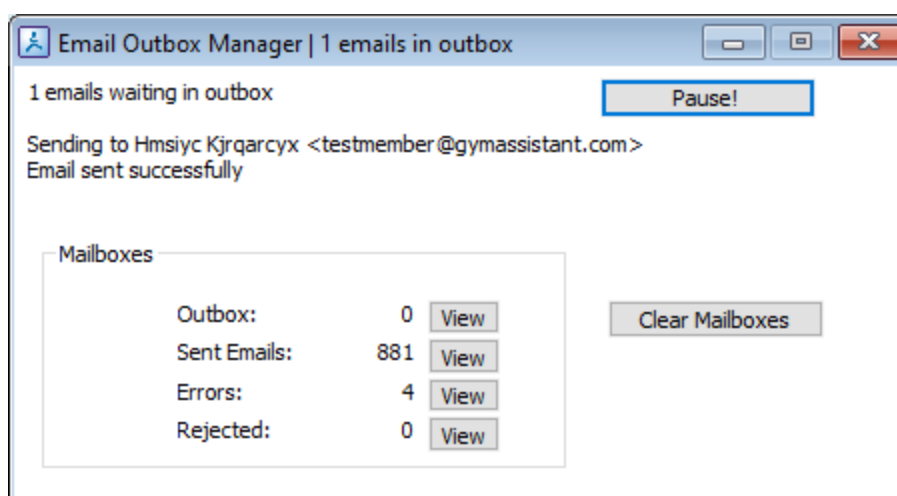 Email Outbox Manager | 1 emails in outbox
1 emails waiting in outbox
Pause!
Sending to Hmsiyc Kjrqarcyx <testmember@gymassistant.com>
Email sent successfully
Mailboxes
Outbox: 0 View
Clear Mailboxes
Sent Emails: 881 View
Errors: 4 View
Rejected: 0 View